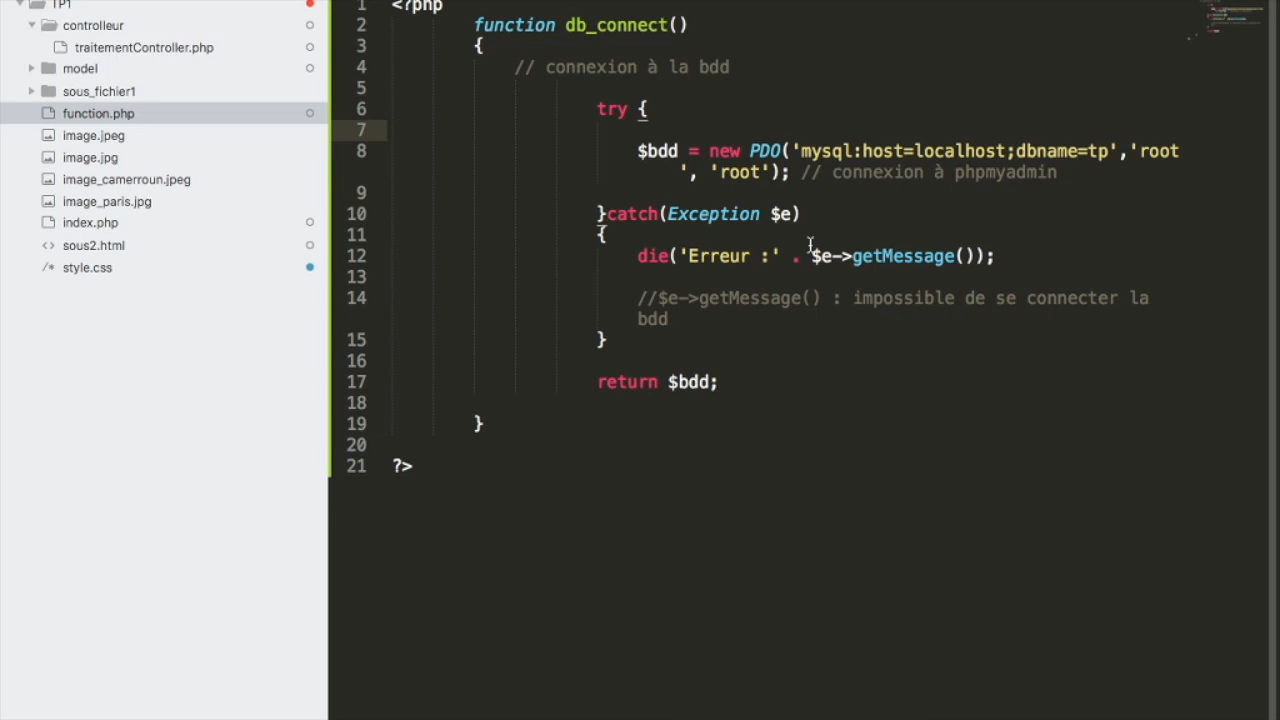 TP1
controlleur
traitementController.php
model
sous_fichier1
function.php
image.jpeg
image.jpg
image_camerroun.jpeg
image_paris.jpg
index.php
sous2.html
style.css
1 <?php
2 function db_connect()
3 {
4 // connexion à la bdd
5
6 try {
7
8 $bdd = new PDO('mysql:host=localhost;dbname=tp','root
', 'root'); // connexion à phpmyadmin
9
10 }catch(Exception $e)
11 {
12 die('Erreur :' . $e->getMessage());
13
14 //$e->getMessage() : impossible de se connecter la
bdd
15 }
16
17 return $bdd;
18
19 }
20
21 ?>